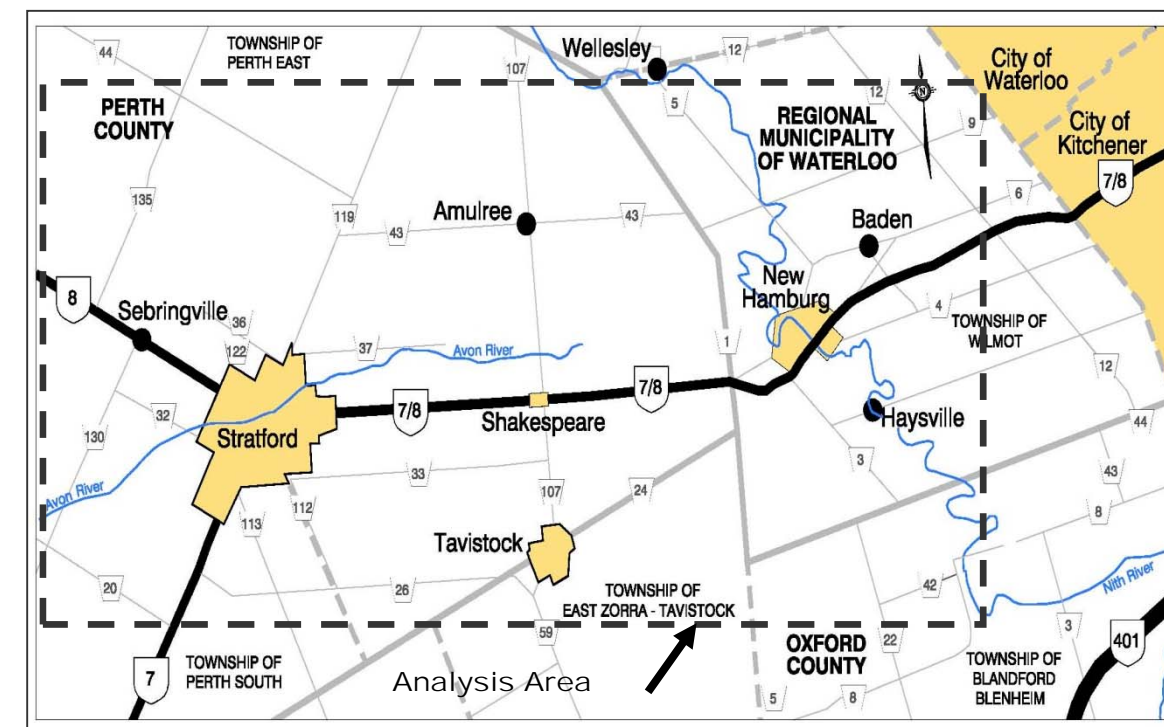 44
TOWNSHIP OF
PERTH EAST
107
Wellesley
12
City of
Waterloo
PERTH
COUNTY
5
12
N
REGIONAL
MUNICIPALITY
OF WATERLOO
9
City of
Kitchener
7/8
135
119
43
Amulree
43
Baden
6
8
Sebringville
36
122
37
Avon River
1
New
Hamburg
4
TOWNSHIP OF
WILMOT
12
32
130
Stratford
7/8
Shakespeare
7/8
Haysville
44
Avon River
33
113
112
107
24
3
43
8
Tavistock
20
26
59
TOWNSHIP OF
EAST ZORRA - TAVISTOCK
42
Nith River
3
22
7
TOWNSHIP OF
PERTH SOUTH
Analysis Area
OXFORD
COUNTY
5
8
TOWNSHIP OF
BLANDFORD
BLENHEIM
401